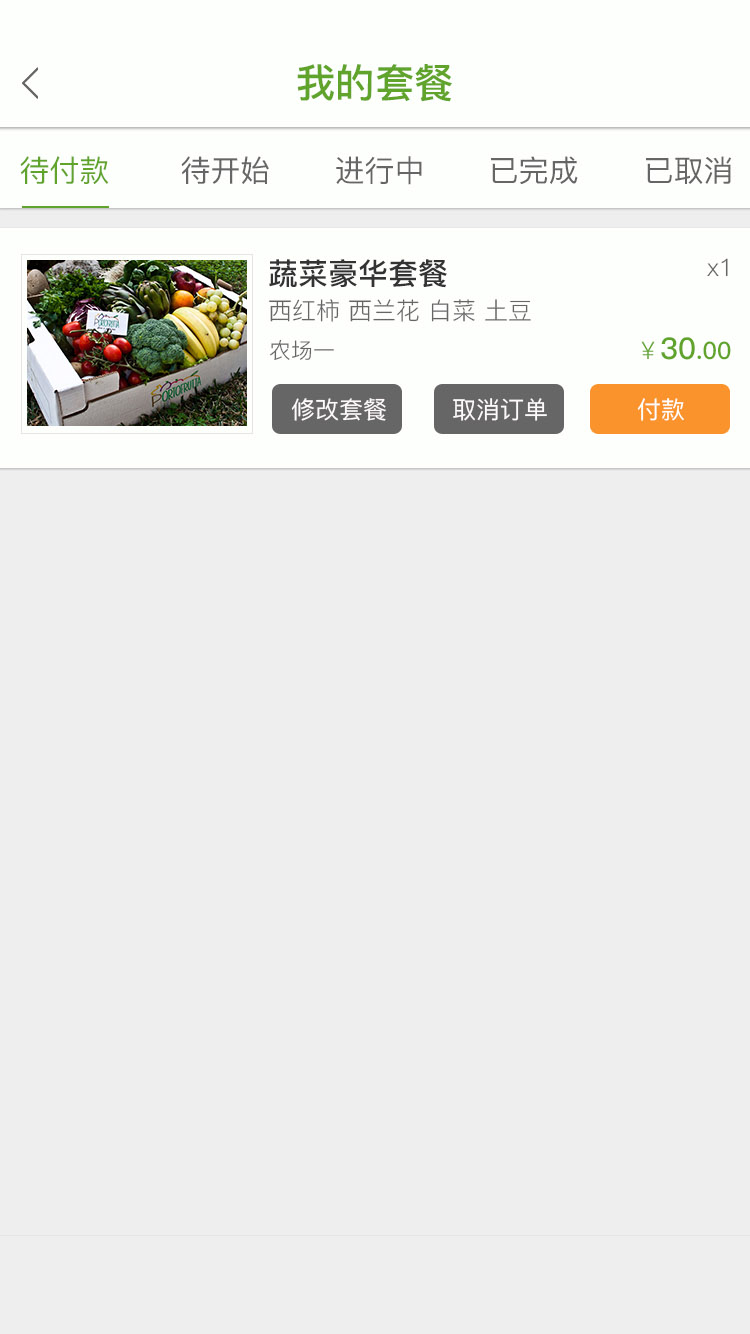 我的套餐
待付款 待开始 进行中 已完成 已取消
蔬菜豪华套餐 x1
西红柿 西兰花 白菜 土豆
农场一 ¥30.00
修改套餐 取消订单 付款
PORTOFRUTTA
PORTOFRUTTA